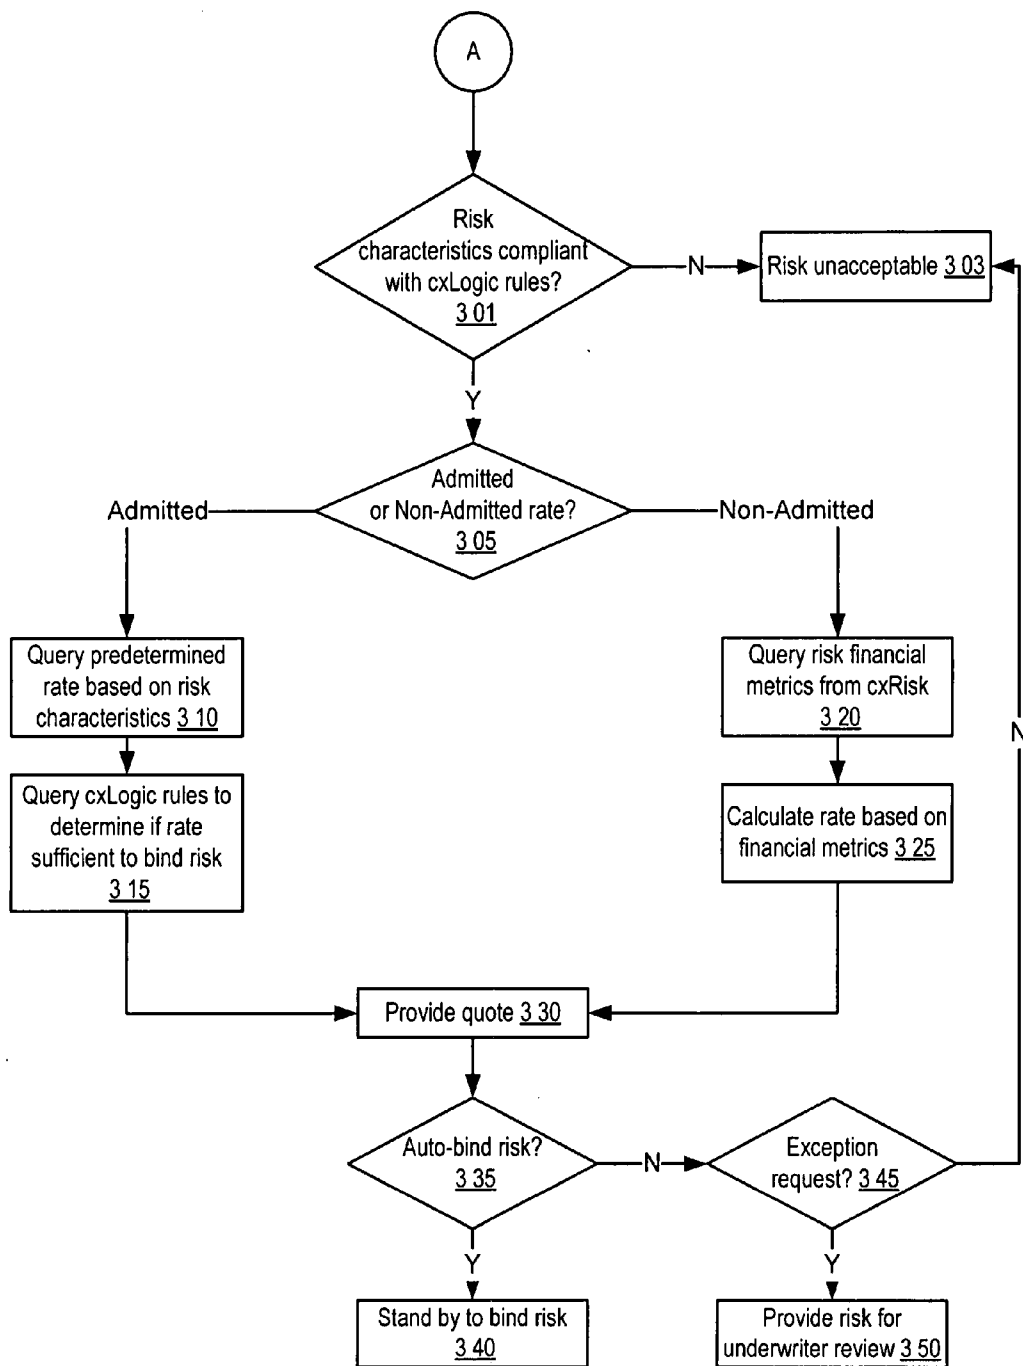 A
Risk
characteristics compliant
with cxLogic rules?
3 01
N
Risk unacceptable 3 03
Y
Admitted
or Non-Admitted rate?
3 05
Admitted
Non-Admitted
Query predetermined
rate based on risk
characteristics 3 10
Query risk financial
metrics from cxRisk
3 20
N
Query cxLogic rules to
determine if rate
sufficient to bind risk
3 15
Calculate rate based on
financial metrics 3 25
Provide quote 3 30
Auto-bind risk?
3 35
N
Exception
request? 3 45
Y
Y
Stand by to bind risk
3 40
Provide risk for
underwriter review 3 50